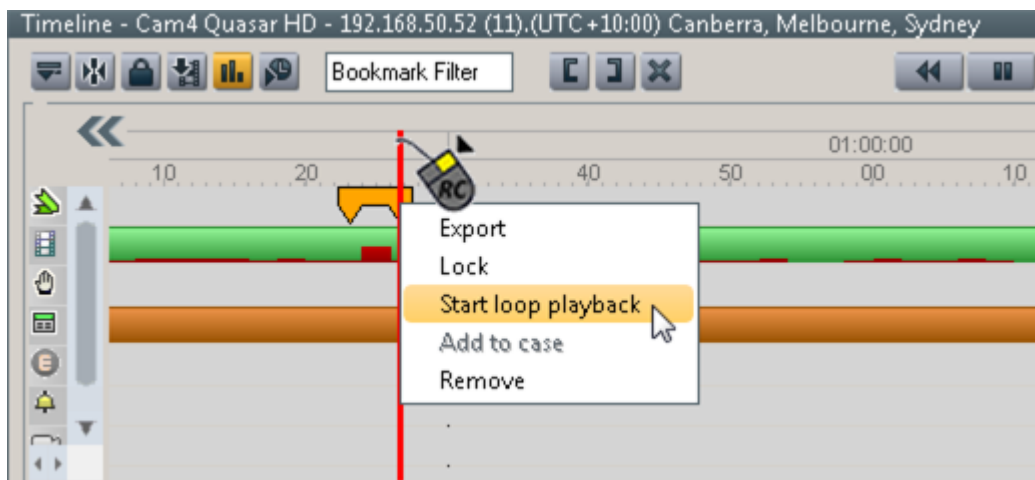 Timeline - Cam4 Quasar HD - 192.168.50.52 (11).(UTC+10:00) Canberra, Melbourne, Sydney
Bookmark Filter
01:00:00
10 20 40 50 00 10
RC
Export
Lock
Start loop playback
Add to case
Remove
E